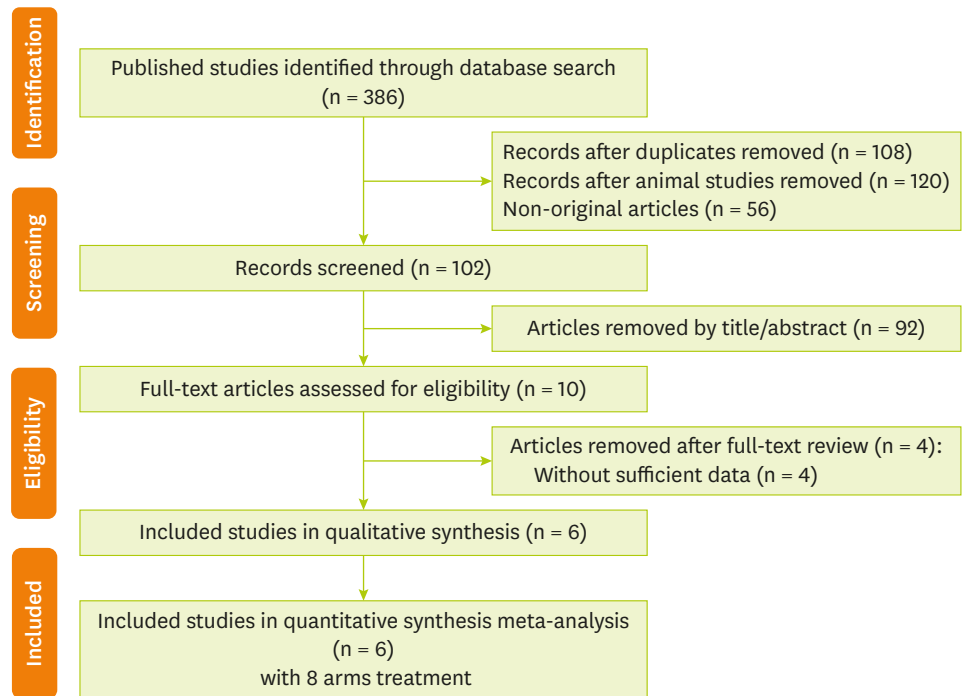 Identification
Published studies identified through database search
(n = 386)
Records after duplicates removed (n = 108)
Records after animal studies removed (n = 120)
Non-original articles (n = 56)
Screening
Records screened (n = 102)
Articles removed by title/abstract (n = 92)
Eligibility
Full-text articles assessed for eligibility (n = 10)
Articles removed after full-text review (n = 4):
Without sufficient data (n = 4)
Included studies in qualitative synthesis (n = 6)
Included
Included studies in quantitative synthesis meta-analysis
(n = 6)
with 8 arms treatment